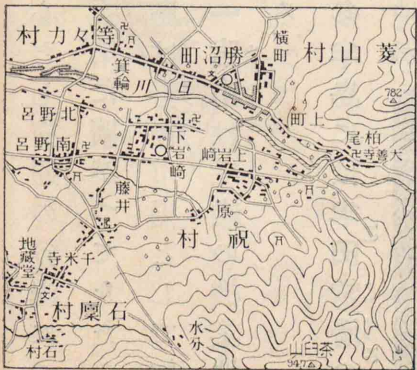 等々力村
勝沼町
横町
菱山村
箕輪
日川
782
上町
柏尾
大善寺
北野呂
南野呂
下岩崎
上岩崎
藤井
原
祝村
地蔵堂
千米寺
石廩村
水分
茶臼山
947